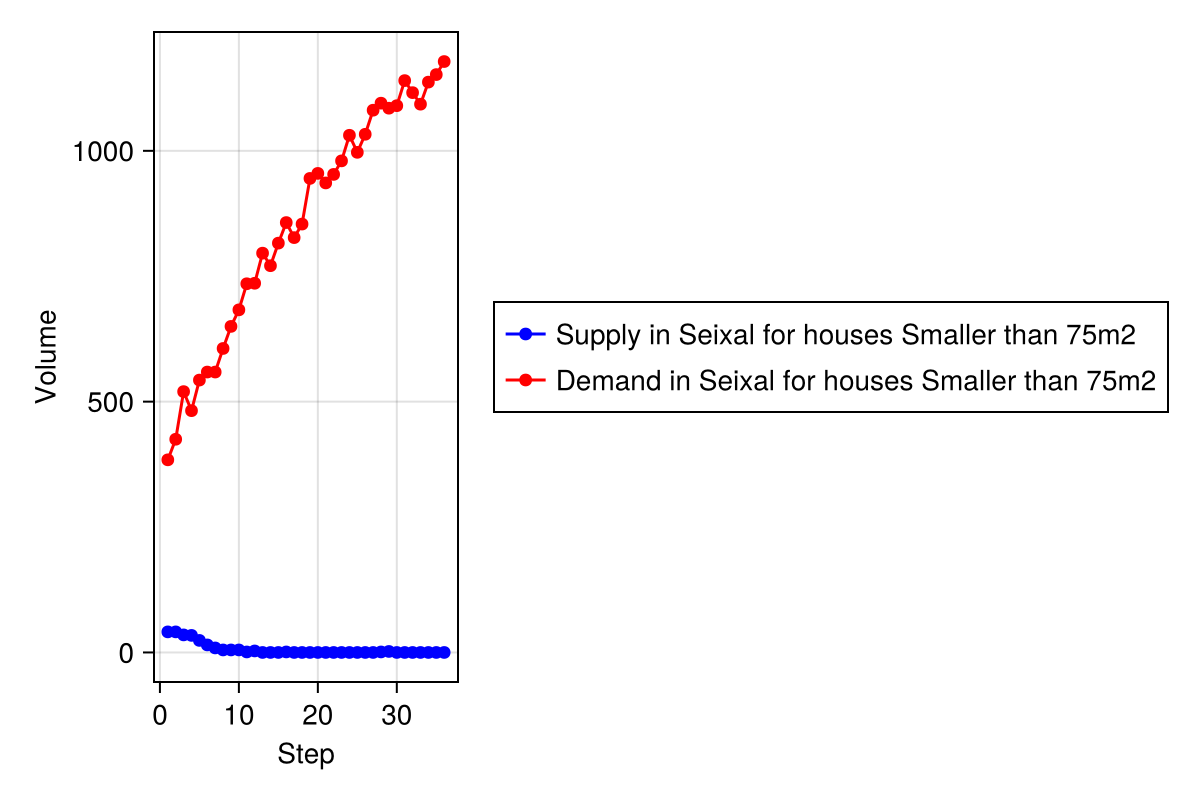 Volume
1000
500
0
0 10 20 30
Step
Supply in Seixal for houses Smaller than 75m2
Demand in Seixal for houses Smaller than 75m2